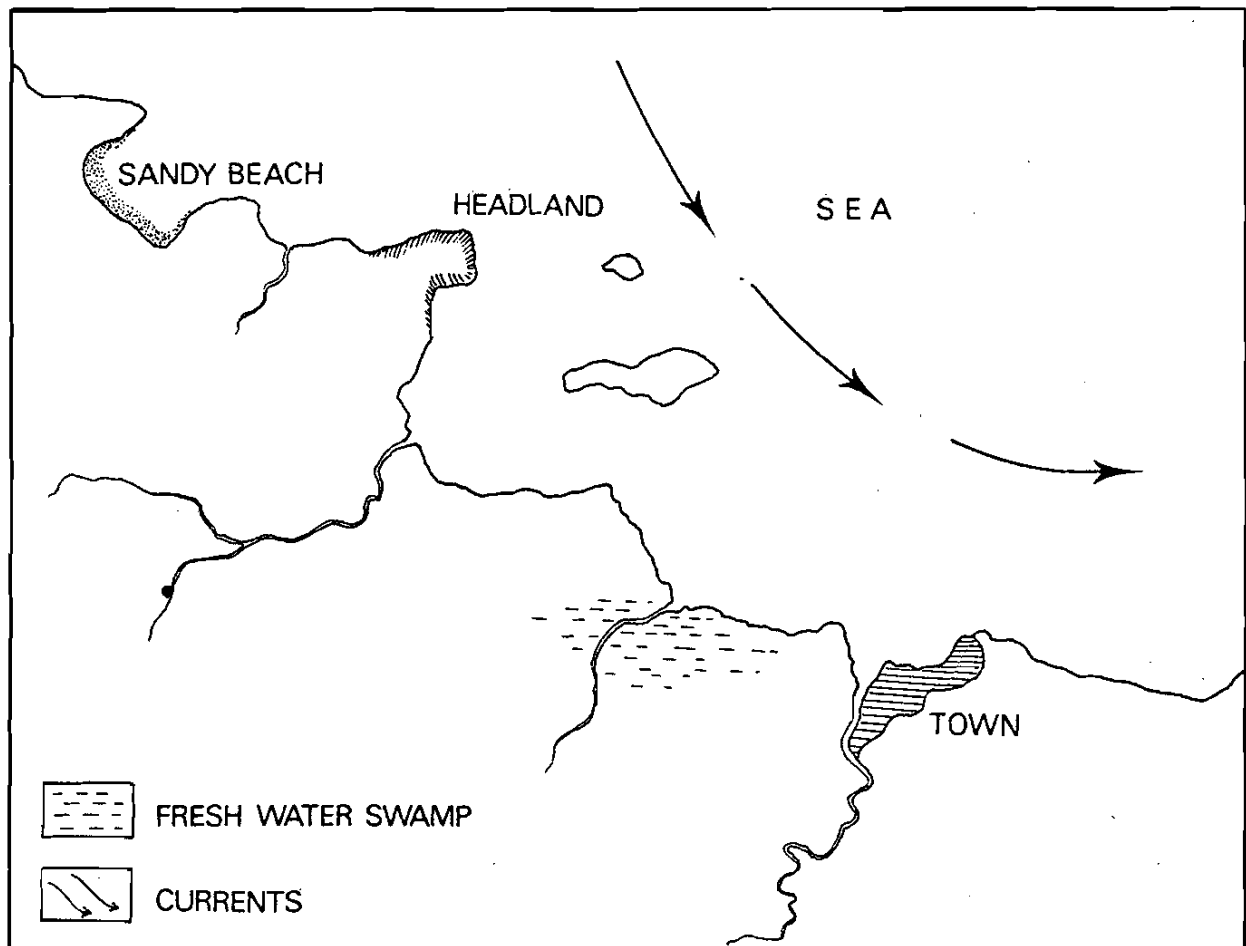 SANDY BEACH
HEADLAND
SEA
TOWN
FRESH WATER SWAMP
CURRENTS